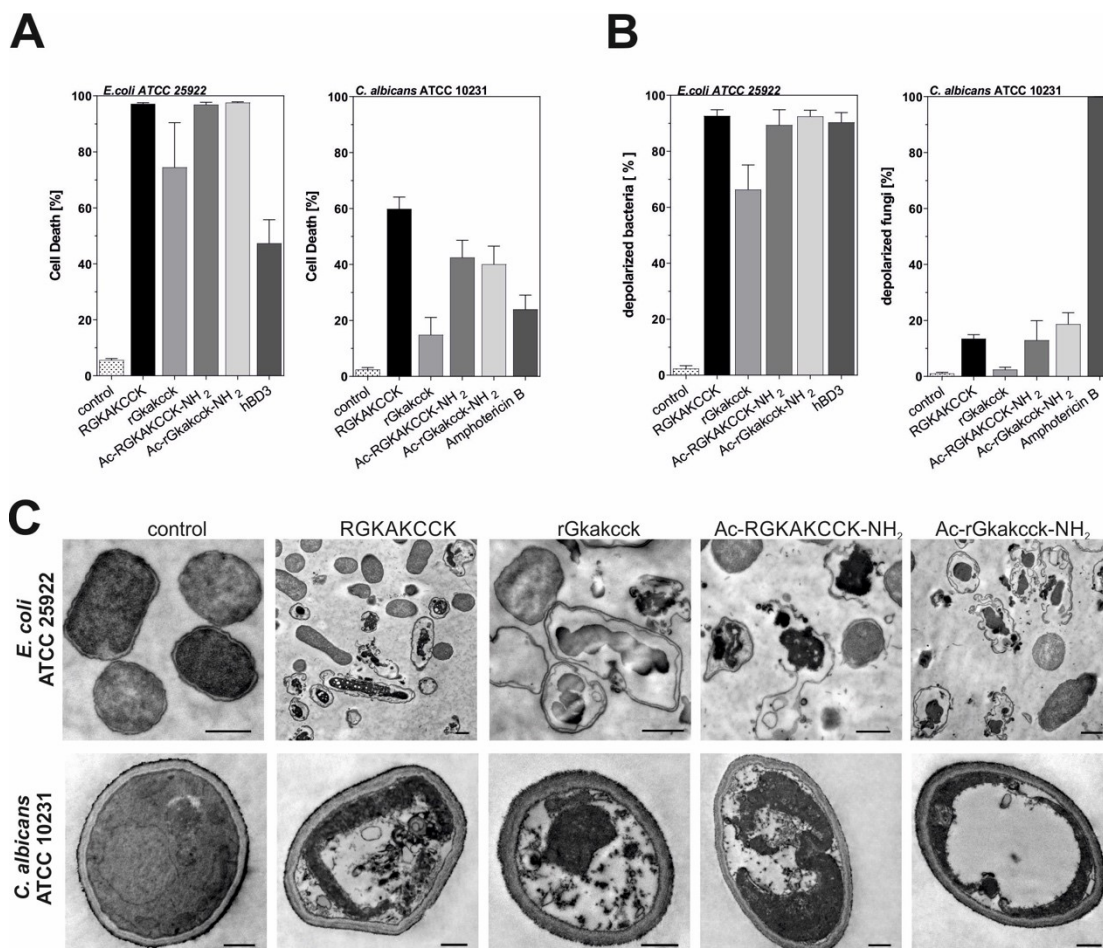 A
B
E.coli ATCC 25922
C. albicans ATCC 10231
E.coli ATCC 25922
C. albicans ATCC 10231
Cell Death [%]
100
80
60
40
20
0
control
RGKAKCCK
rGkakcck
Ac-RGKAKCCK-NH2
Ac-rGkakcck-NH2
hBD3
Cell Death [%]
100
80
60
40
20
0
control
RGKAKCCK
rGkakcck
Ac-RGKAKCCK-NH2
Ac-rGkakcck-NH2
Amphotericin B
depolarized bacteria [ % ]
100
80
60
40
20
0
control
RGKAKCCK
rGkakcck
Ac-RGKAKCCK-NH2
Ac-rGkakcck-NH2
hBD3
depolarized fungi [%]
100
80
60
40
20
0
control
RGKAKCCK
rGkakcck
Ac-RGKAKCCK-NH2
Ac-rGkakcck-NH2
Amphotericin B
C
control
RGKAKCCK
rGkakcck
Ac-RGKAKCCK-NH2
Ac-rGkakcck-NH2
E. coli
ATCC 25922
C. albicans
ATCC 10231